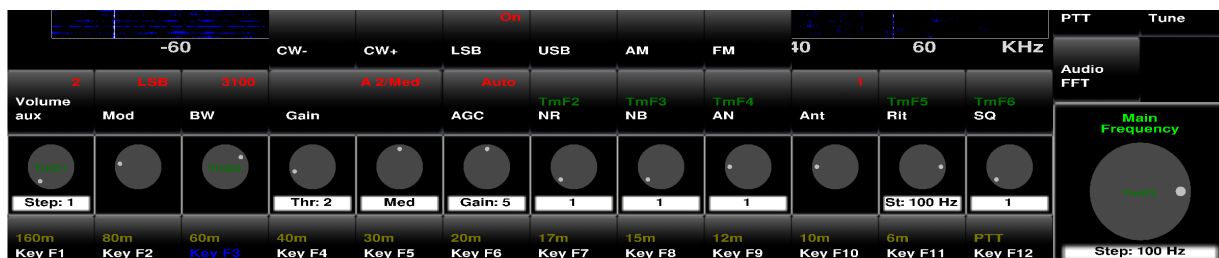 On
PTT Tune
-60 CW- CW+ LSB USB AM FM 40 60 KHz
Audio
FFT
2 LSB 3100 A 2/Med Auto 1
TmF2 TmF3 TmF4 TmF5 TmF6
Volume
aux Mod BW Gain AGC NR NB AN Ant Rit SQ
Main
Frequency
Step: 1 Thr: 2 Med Gain: 5 1 1 1 St: 100 Hz 1
160m 80m 60m 40m 30m 20m 17m 15m 12m 10m 6m PTT
Key F1 Key F2 Key F3 Key F4 Key F5 Key F6 Key F7 Key F8 Key F9 Key F10 Key F11 Key F12
Step: 100 Hz